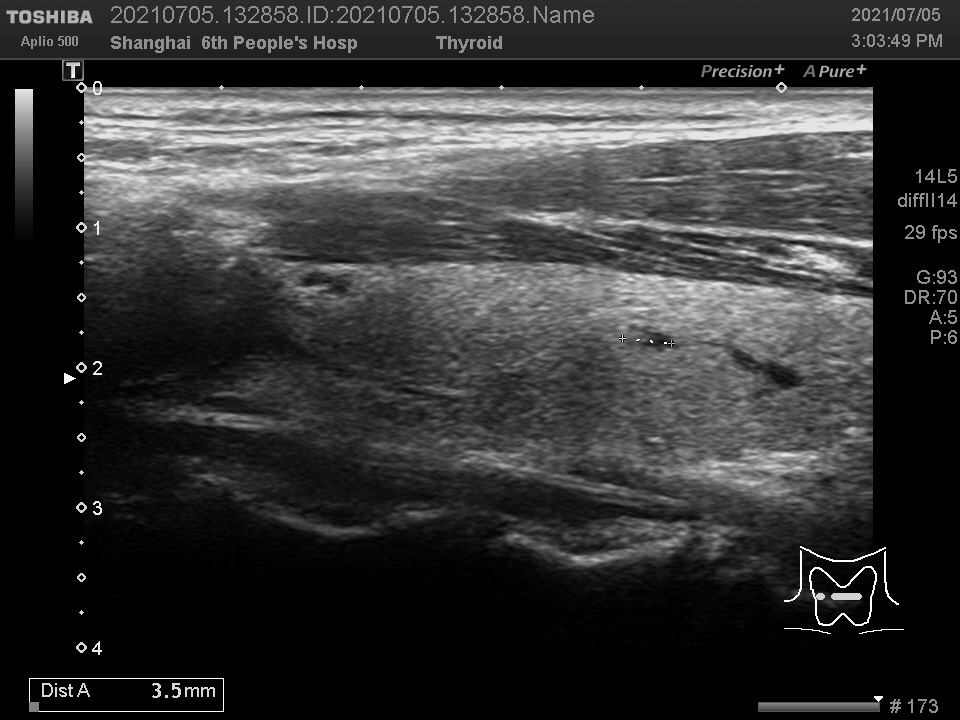 TOSHIBA 20210705.132858.ID:20210705.132858.Name 2021/07/05
Aplio 500 Shanghai 6th People's Hosp Thyroid 3:03:49 PM
T Precision+ A Pure+
0
1
2
3
4
14L5
diffII14
29 fps
G:93
DR:70
A:5
P:6
Dist A 3.5mm
# 173